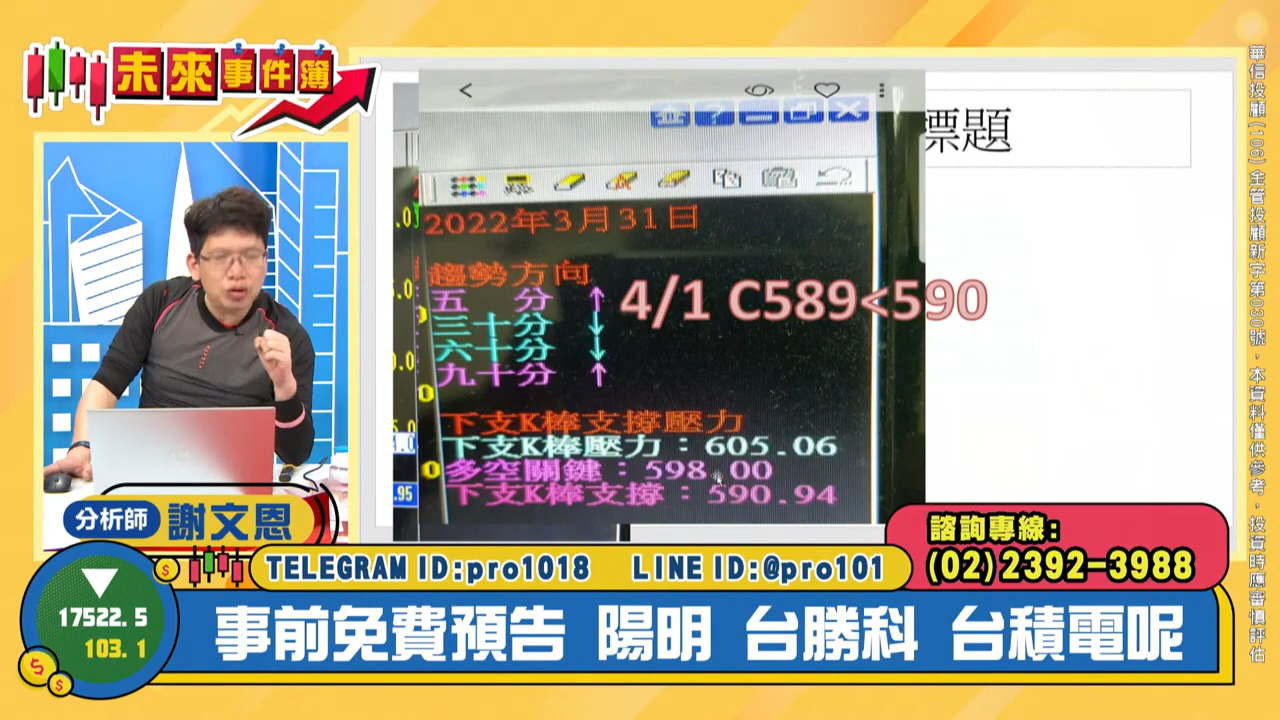 未來事件簿
標題
2022年3月31日
趨勢方向
五 分 ↑
三十分 ↓
六十分 ↓
九十分 ↑
4/1 C589<590
下支K棒支撐壓力
下支K棒壓力：605.06
多空關鍵：598.00
下支K棒支撐：590.94
分析師 謝文恩
諮詢專線:
(02)2392-3988
TELEGRAM ID:pro1018 LINE ID:@pro101
17522.5
103.1
事前免費預告 陽明 台勝科 台積電呢
華信投顧(106)金管投顧新字第030號，本資料僅供參考，投資時應審慎評估